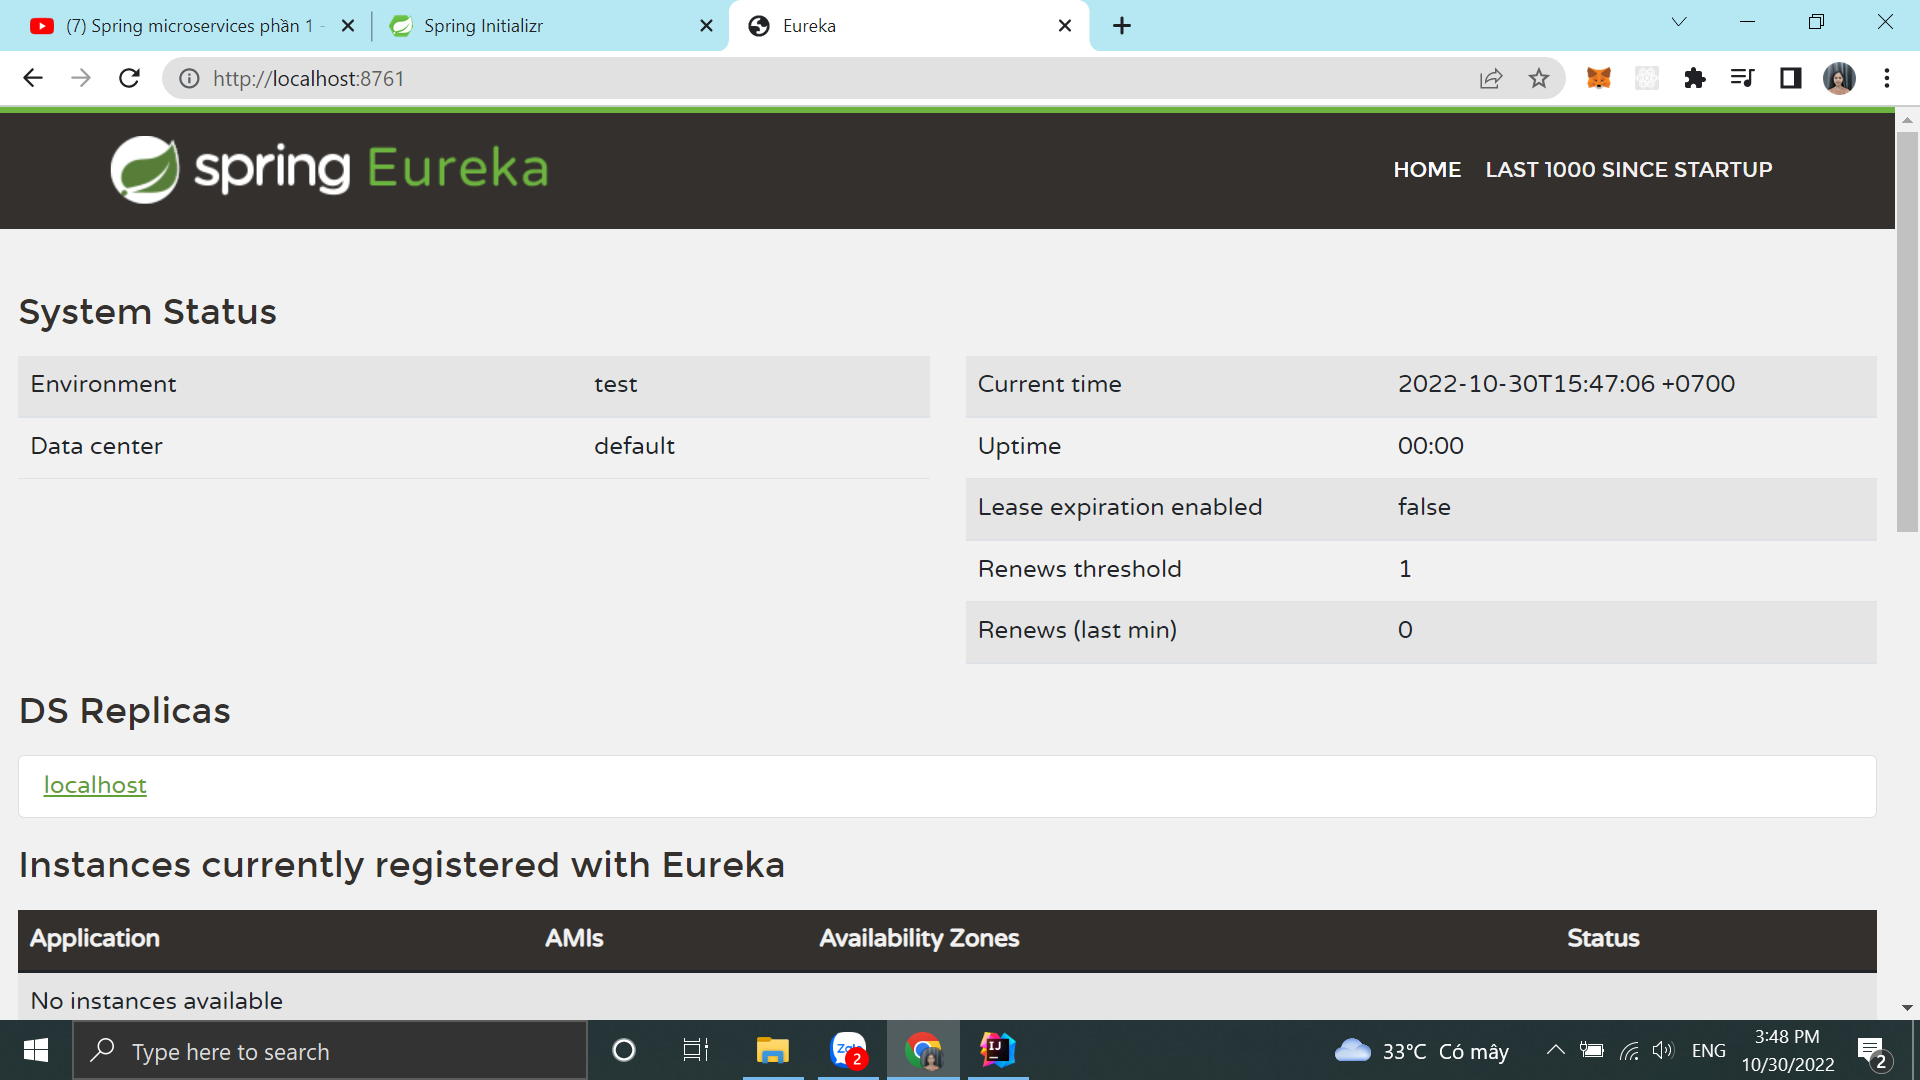 (7) Spring microservices phần 1 -
Spring Initializr
Eureka
http://localhost:8761
spring Eureka
HOME LAST 1000 SINCE STARTUP
System Status
Environment test
Data center default
Current time 2022-10-30T15:47:06 +0700
Uptime 00:00
Lease expiration enabled false
Renews threshold 1
Renews (last min) 0
DS Replicas
localhost
Instances currently registered with Eureka
Application AMIs Availability Zones Status
No instances available
Type here to search
Zalo
2
IJ
33°C Có mây
ENG
3:48 PM
10/30/2022
2